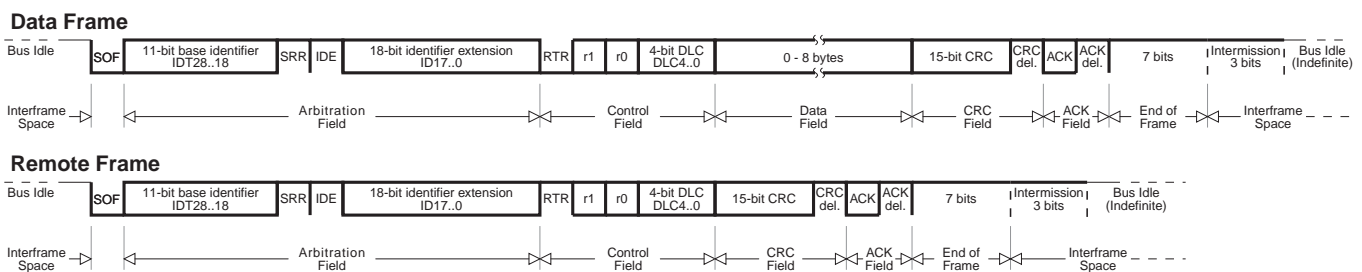 Data Frame
Bus Idle
SOF
11-bit base identifier
IDT28..18
SRR
IDE
18-bit identifier extension
ID17..0
RTR
r1
r0
4-bit DLC
DLC4..0
0 - 8 bytes
15-bit CRC
CRC
del.
ACK
ACK
del.
7 bits
Intermission
3 bits
Bus Idle
(Indefinite)
Interframe
Space
Arbitration
Field
Control
Field
Data
Field
CRC
Field
ACK
Field
End of
Frame
Interframe
Space
Remote Frame
Bus Idle
SOF
11-bit base identifier
IDT28..18
SRR
IDE
18-bit identifier extension
ID17..0
RTR
r1
r0
4-bit DLC
DLC4..0
15-bit CRC
CRC
del.
ACK
ACK
del.
7 bits
Intermission
3 bits
Bus Idle
(Indefinite)
Interframe
Space
Arbitration
Field
Control
Field
CRC
Field
ACK
Field
End of
Frame
Interframe
Space